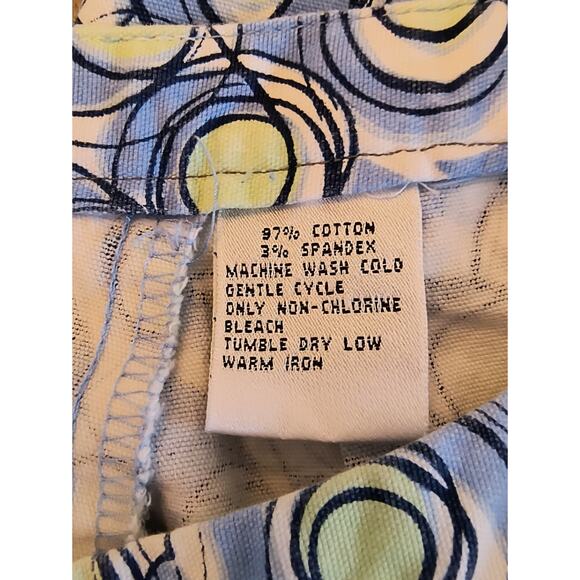 97% COTTON
3% SPANDEX
MACHINE WASH COLD
GENTLE CYCLE
ONLY NON-CHLORINE
BLEACH
TUMBLE DRY LOW
WARM IRON